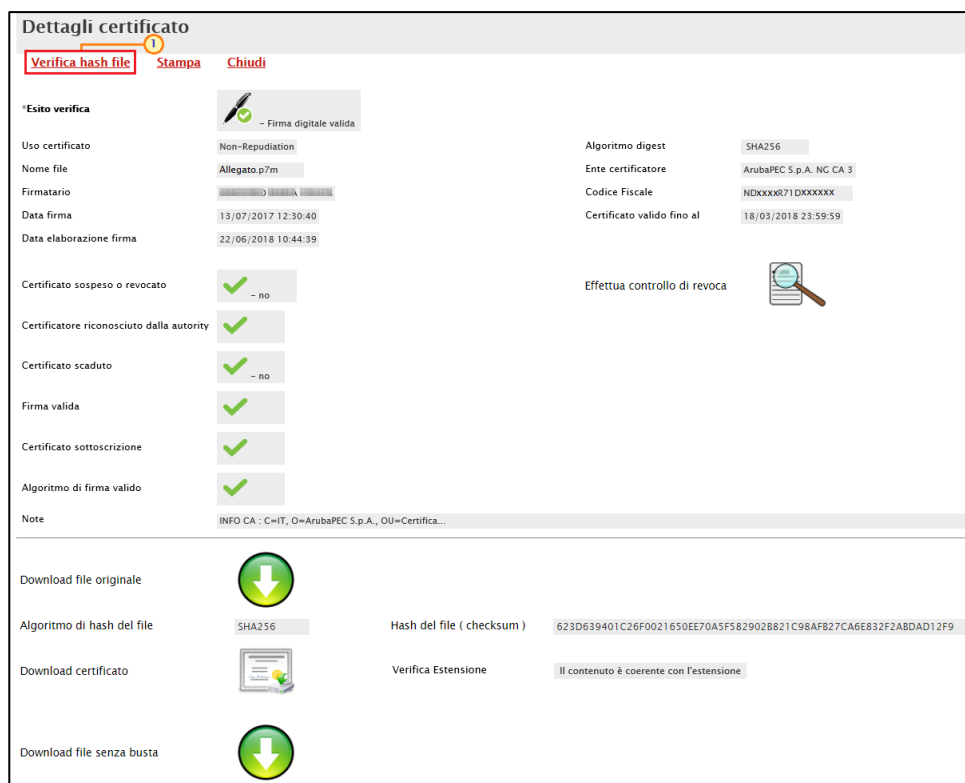 Dettagli certificato
1
Verifica hash file Stampa Chiudi
*Esito verifica – Firma digitale valida
Uso certificato Non-Repudiation Algoritmo digest SHA256
Nome file Allegato.p7m Ente certificatore ArubaPEC S.p.A. NG CA 3
Firmatario Codice Fiscale NDxxxxR71DXXXXXX
Data firma 13/07/2017 12:30:40 Certificato valido fino al 18/03/2018 23:59:59
Data elaborazione firma 22/06/2018 10:44:39
Certificato sospeso o revocato – no Effettua controllo di revoca
Certificatore riconosciuto dalla autority
Certificato scaduto – no
Firma valida
Certificato sottoscrizione
Algoritmo di firma valido
Note INFO CA : C=IT, O=ArubaPEC S.p.A., OU=Certifica...
Download file originale
Algoritmo di hash del file SHA256 Hash del file ( checksum ) 623D639401C26F0021650EE70A5F582902B821C98AFB27CA6E832F2ABDAD12F9
Download certificato Verifica Estensione Il contenuto è coerente con l'estensione
Download file senza busta